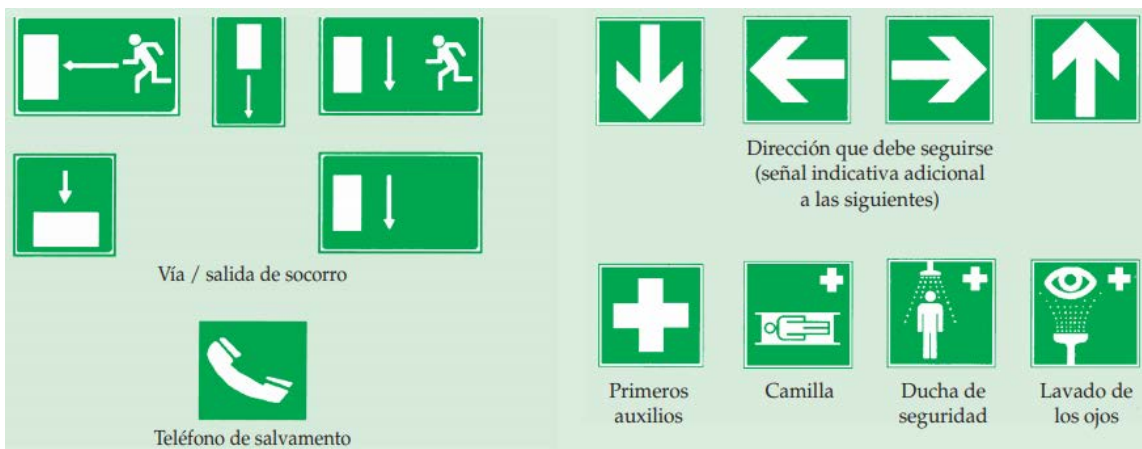 Vía / salida de socorro
Teléfono de salvamento
Dirección que debe seguirse
(señal indicativa adicional
a las siguientes)
Primeros
auxilios
Camilla
Ducha de
seguridad
Lavado de
los ojos